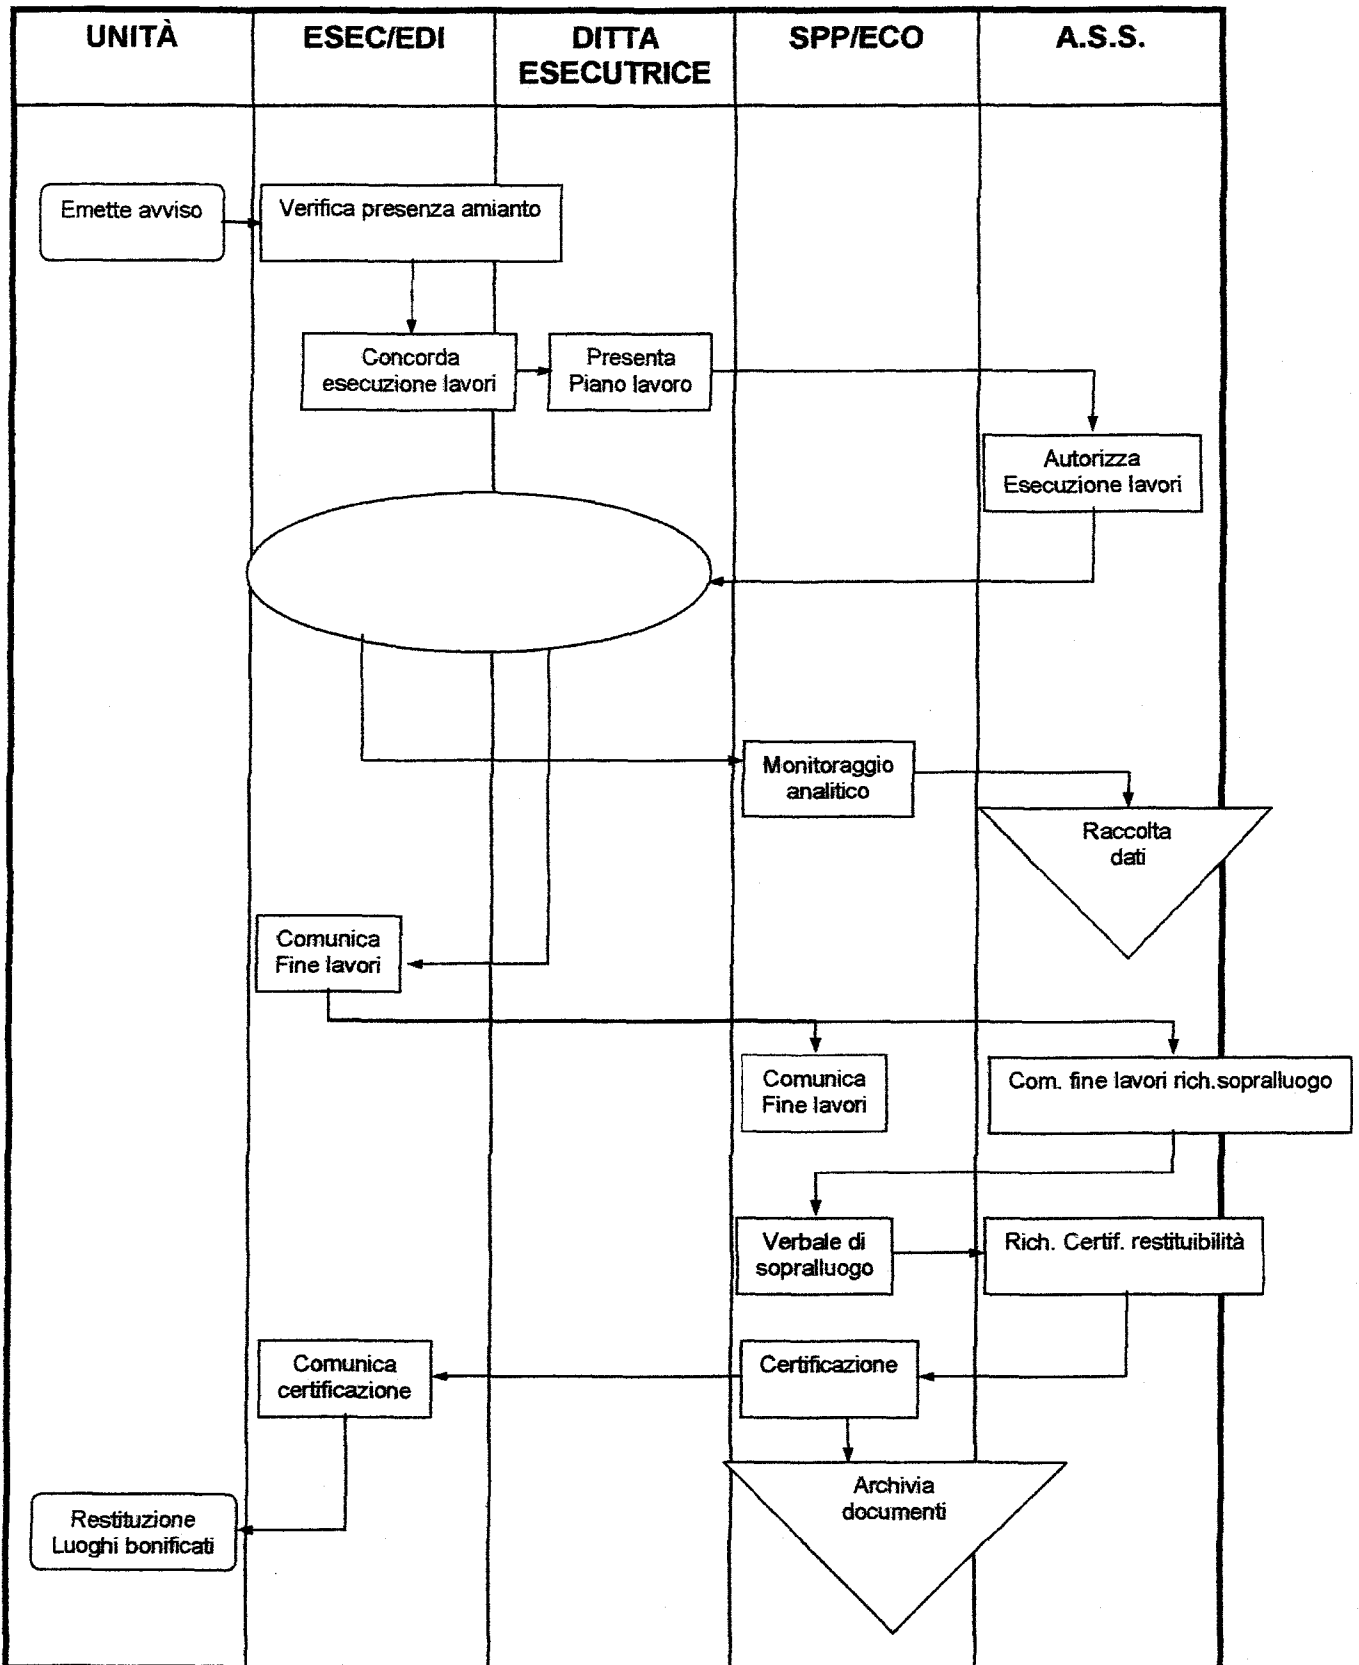 UNITÀ
ESEC/EDI
DITTA
ESECUTRICE
SPP/ECO
A.S.S.
Emette avviso
Verifica presenza amianto
Concorda
esecuzione lavori
Presenta
Piano lavoro
Autorizza
Esecuzione lavori
Monitoraggio
analitico
Raccolta
dati
Comunica
Fine lavori
Comunica
Fine lavori
Com. fine lavori rich.sopralluogo
Verbale di
sopralluogo
Rich. Certif. restituibilità
Comunica
certificazione
Certificazione
Archivia
documenti
Restituzione
Luoghi bonificati